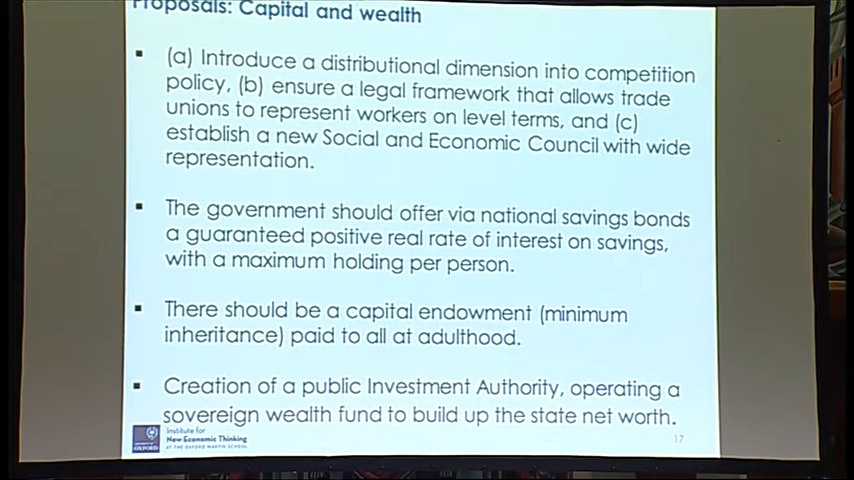 Proposals: Capital and wealth
▪ (a) Introduce a distributional dimension into competition
policy, (b) ensure a legal framework that allows trade
unions to represent workers on level terms, and (c)
establish a new Social and Economic Council with wide
representation.
▪ The government should offer via national savings bonds
a guaranteed positive real rate of interest on savings,
with a maximum holding per person.
▪ There should be a capital endowment (minimum
inheritance) paid to all at adulthood.
▪ Creation of a public Investment Authority, operating a
sovereign wealth fund to build up the state net worth.
UNIVERSITY OF
OXFORD
Institute for
New Economic Thinking
AT THE OXFORD MARTIN SCHOOL
17